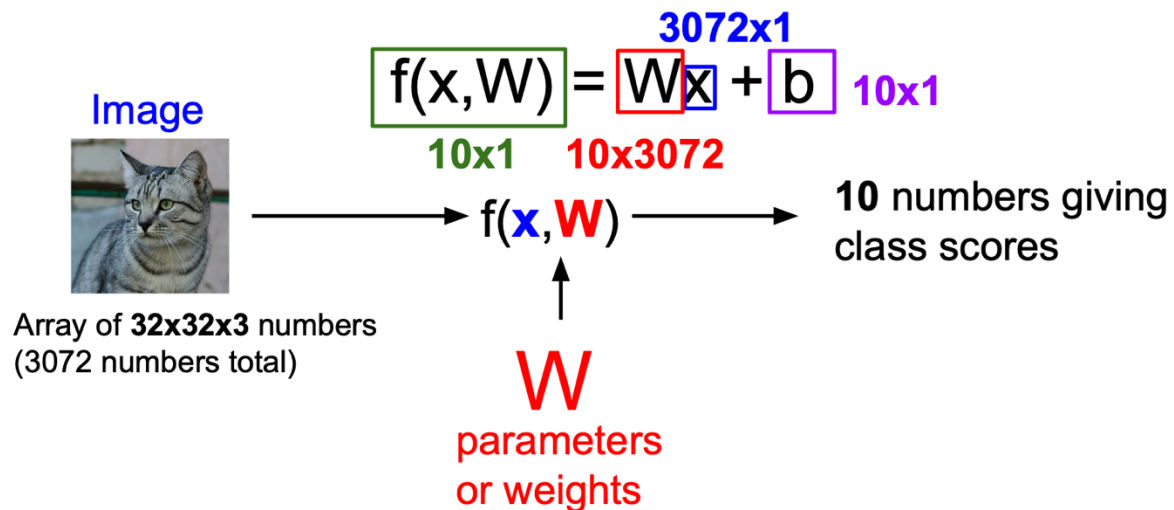 3072x1
f(x,W) = Wx + b 10x1
10x1 10x3072
Image
f(x,W)
10 numbers giving
class scores
Array of 32x32x3 numbers
(3072 numbers total)
W
parameters
or weights